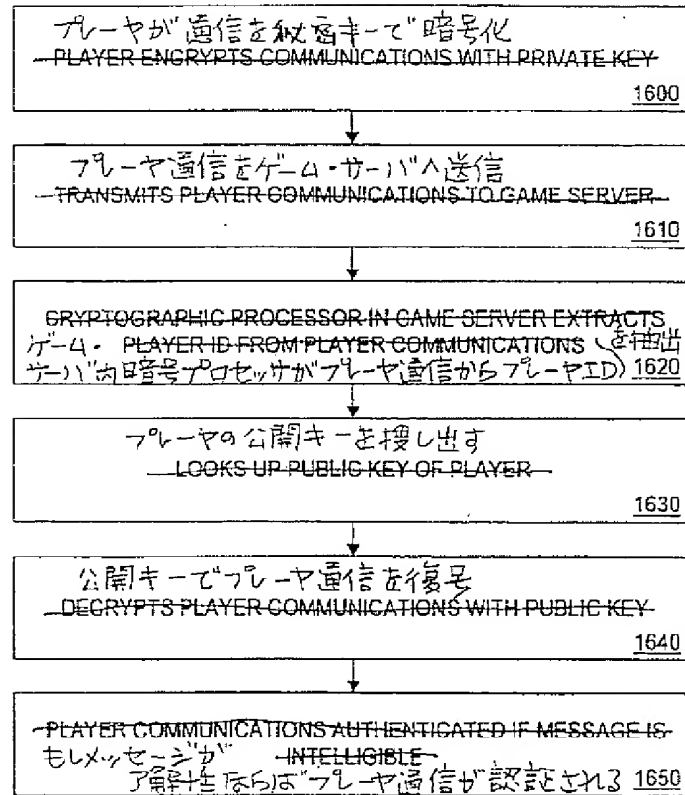 プレーヤが通信を秘密キーで暗号化
PLAYER ENCRYPTS COMMUNICATIONS WITH PRIVATE KEY
1600
プレーヤ通信をゲーム・サーバへ送信
TRANSMITS PLAYER COMMUNICATIONS TO GAME SERVER
1610
CRYPTOGRAPHIC PROCESSOR IN GAME SERVER EXTRACTS
ゲーム・ PLAYER ID FROM PLAYER COMMUNICATIONS を抽出
サーバ内暗号プロセッサがプレーヤ通信からプレーヤID 1620
プレーヤの公開キーを捜し出す
LOOKS UP PUBLIC KEY OF PLAYER
1630
公開キーでプレーヤ通信を復号
DECRYPTS PLAYER COMMUNICATIONS WITH PUBLIC KEY
1640
PLAYER COMMUNICATIONS AUTHENTICATED IF MESSAGE IS
もしメッセージが INTELLIGIBLE
了解性ならばプレーヤ通信が認証される 1650